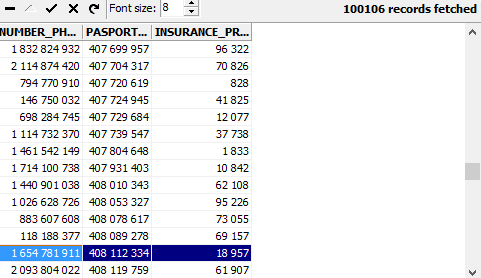 Font size: 8 100106 records fetched
NUMBER_PH... PASPORT... INSURANCE_PR...
1 832 824 932 407 699 957 96 322
2 114 874 420 407 704 317 70 826
794 770 910 407 720 619 828
146 750 032 407 724 945 41 825
698 284 745 407 729 684 12 077
1 114 732 370 407 739 547 37 738
1 461 542 149 407 804 648 1 833
1 714 100 738 407 931 403 10 842
1 440 901 038 408 010 343 62 108
1 026 628 726 408 053 327 95 226
883 607 608 408 078 617 73 055
118 188 377 408 089 278 69 157
1 654 781 911 408 112 334 18 957
2 093 804 022 408 119 759 61 907